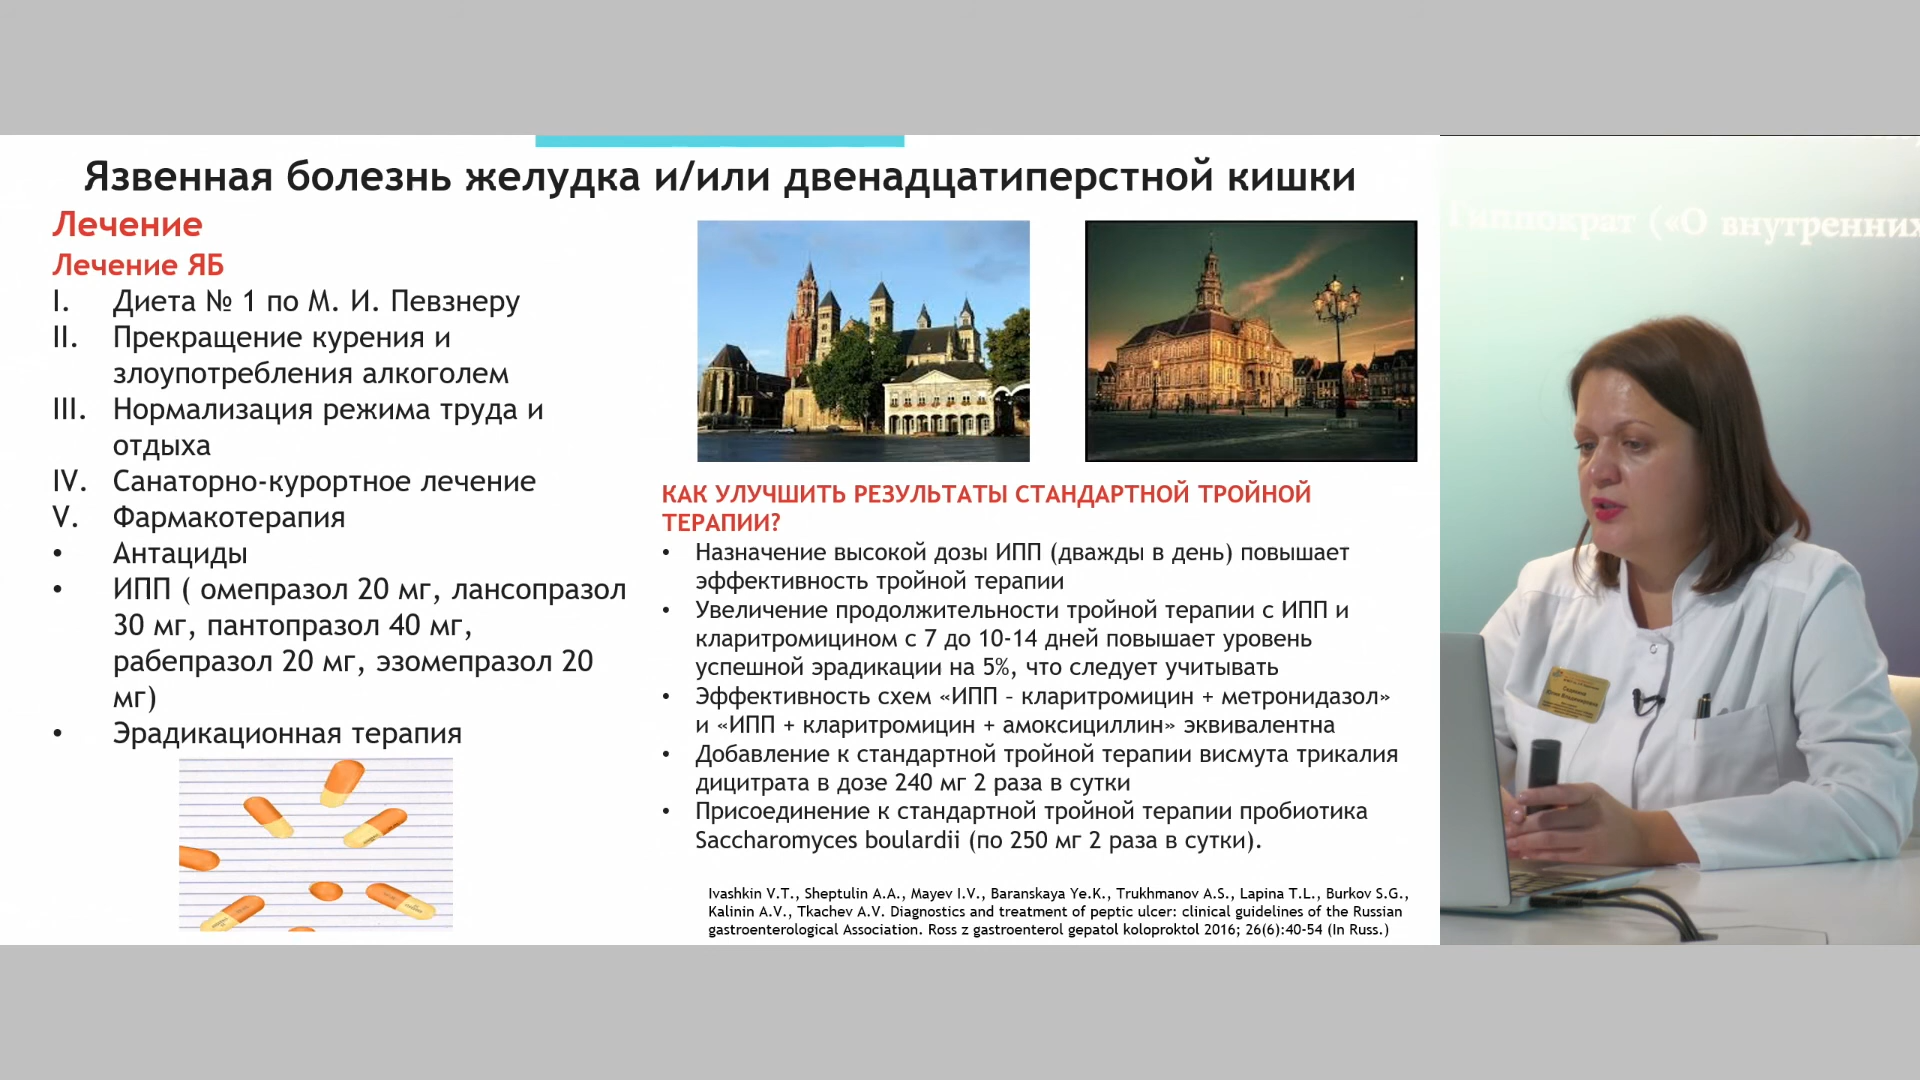 Язвенная болезнь желудка и/или двенадцатиперстной кишки
Лечение
Лечение ЯБ
I. Диета № 1 по М. И. Певзнеру
II. Прекращение курения и
злоупотребления алкоголем
III. Нормализация режима труда и
отдыха
IV. Санаторно-курортное лечение
V. Фармакотерапия
• Антациды
• ИПП ( омепразол 20 мг, лансопразол
30 мг, пантопразол 40 мг,
рабепразол 20 мг, эзомепразол 20
мг)
• Эрадикационная терапия
КАК УЛУЧШИТЬ РЕЗУЛЬТАТЫ СТАНДАРТНОЙ ТРОЙНОЙ
ТЕРАПИИ?
• Назначение высокой дозы ИПП (дважды в день) повышает
эффективность тройной терапии
• Увеличение продолжительности тройной терапии с ИПП и
кларитромицином с 7 до 10-14 дней повышает уровень
успешной эрадикации на 5%, что следует учитывать
• Эффективность схем «ИПП – кларитромицин + метронидазол»
и «ИПП + кларитромицин + амоксициллин» эквивалентна
• Добавление к стандартной тройной терапии висмута трикалия
дицитрата в дозе 240 мг 2 раза в сутки
• Присоединение к стандартной тройной терапии пробиотика
Saccharomyces boulardii (по 250 мг 2 раза в сутки).
Ivashkin V.T., Sheptulin A.A., Mayev I.V., Baranskaya Ye.K., Trukhmanov A.S., Lapina T.L., Burkov S.G.,
Kalinin A.V., Tkachev A.V. Diagnostics and treatment of peptic ulcer: clinical guidelines of the Russian
gastroenterological Association. Ross z gastroenterol gepatol koloproktol 2016; 26(6):40-54 (In Russ.)
Гиппократ («О внутренних